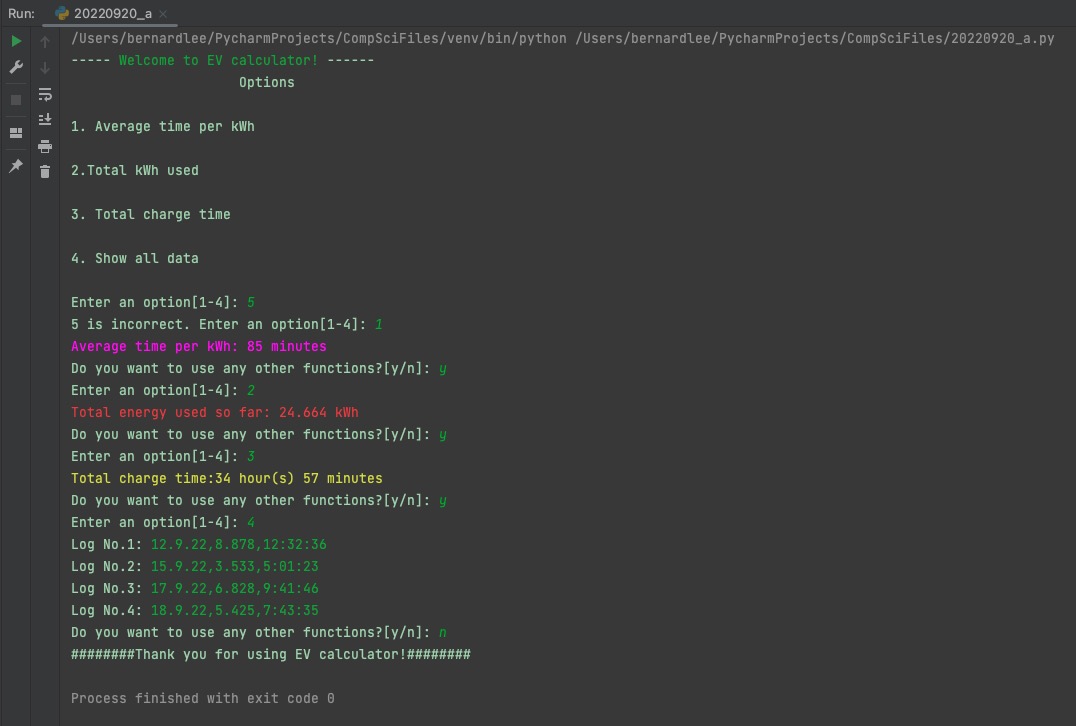 Run: 20220920_a
/Users/bernardlee/PycharmProjects/CompSciFiles/venv/bin/python /Users/bernardlee/PycharmProjects/CompSciFiles/20220920_a.py
----- Welcome to EV calculator! ------
Options
1. Average time per kWh
2.Total kWh used
3. Total charge time
4. Show all data
Enter an option[1-4]: 5
5 is incorrect. Enter an option[1-4]: 1
Average time per kWh: 85 minutes
Do you want to use any other functions?[y/n]: y
Enter an option[1-4]: 2
Total energy used so far: 24.664 kWh
Do you want to use any other functions?[y/n]: y
Enter an option[1-4]: 3
Total charge time:34 hour(s) 57 minutes
Do you want to use any other functions?[y/n]: y
Enter an option[1-4]: 4
Log No.1: 12.9.22,8.878,12:32:36
Log No.2: 15.9.22,3.533,5:01:23
Log No.3: 17.9.22,6.828,9:41:46
Log No.4: 18.9.22,5.425,7:43:35
Do you want to use any other functions?[y/n]: n
########Thank you for using EV calculator!########
Process finished with exit code 0